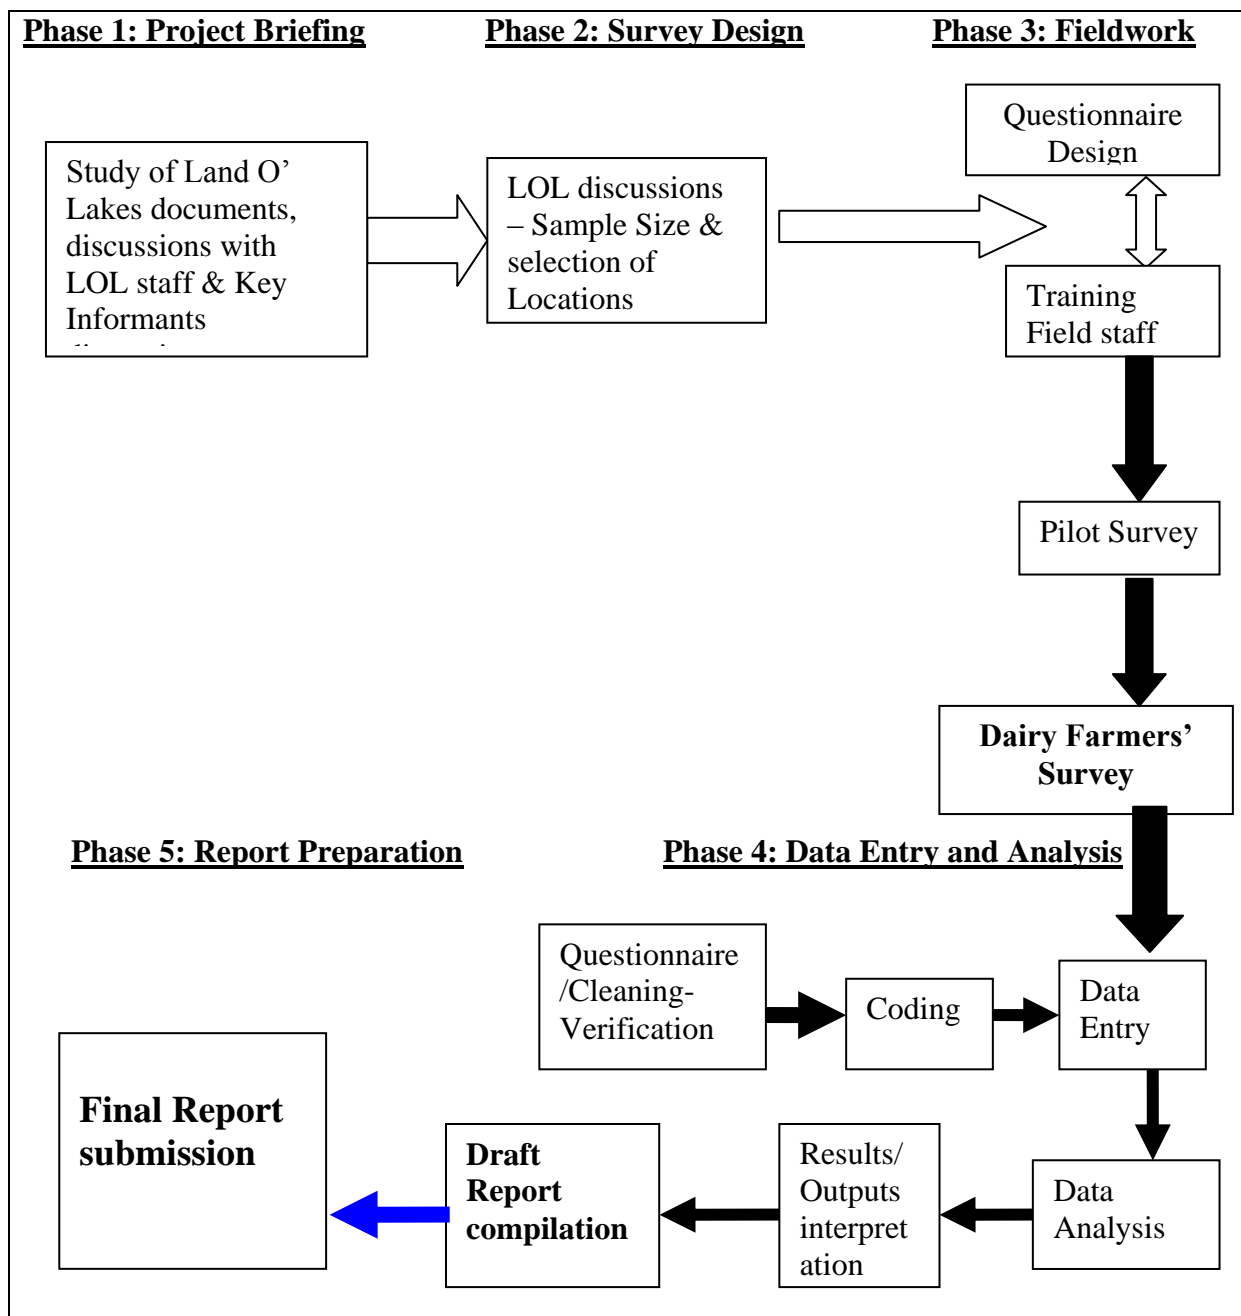 Phase 1: Project Briefing
Phase 2: Survey Design
Phase 3: Fieldwork
Study of Land O’
Lakes documents,
discussions with
LOL staff & Key
Informants
LOL discussions
– Sample Size &
selection of
Locations
Questionnaire
Design
Training
Field staff
Pilot Survey
Dairy Farmers’
Survey
Phase 5: Report Preparation
Phase 4: Data Entry and Analysis
Questionnaire
/Cleaning-
Verification
Coding
Data
Entry
Final Report
submission
Draft
Report
compilation
Results/
Outputs
interpret
ation
Data
Analysis